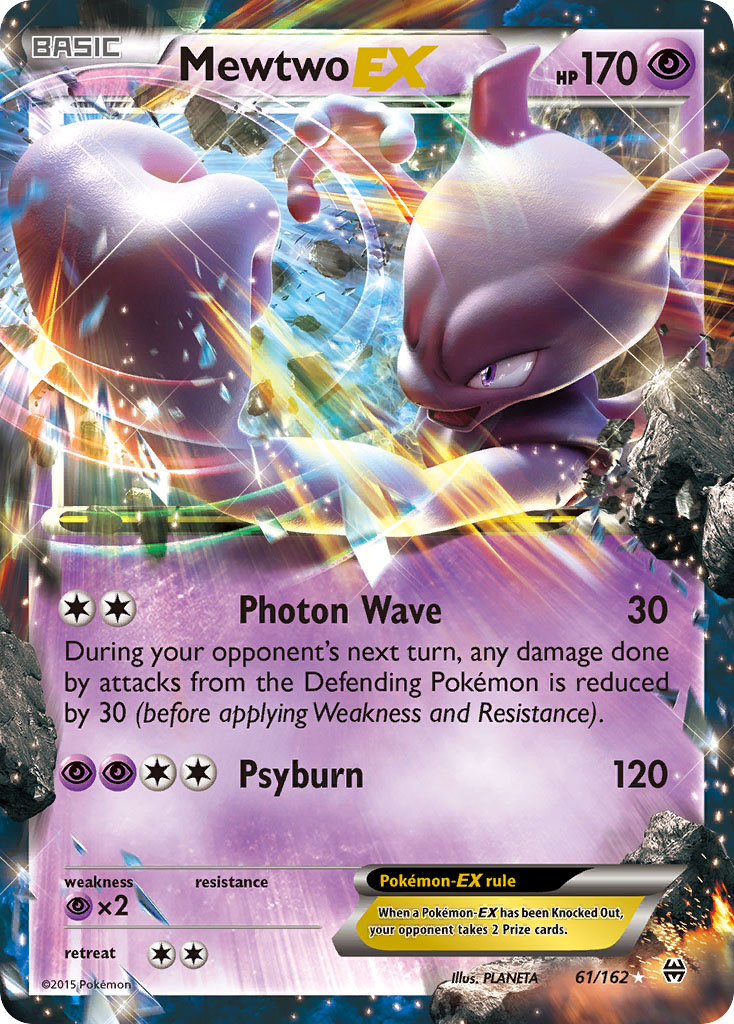 BASIC
Mewtwo EX
HP 170
Photon Wave 30
During your opponent's next turn, any damage done
by attacks from the Defending Pokémon is reduced
by 30 (before applying Weakness and Resistance).
Psyburn 120
weakness resistance
×2
retreat
Pokémon-EX rule
When a Pokémon-EX has been Knocked Out,
your opponent takes 2 Prize cards.
©2015 Pokémon
Illus. PLANETA
61/162